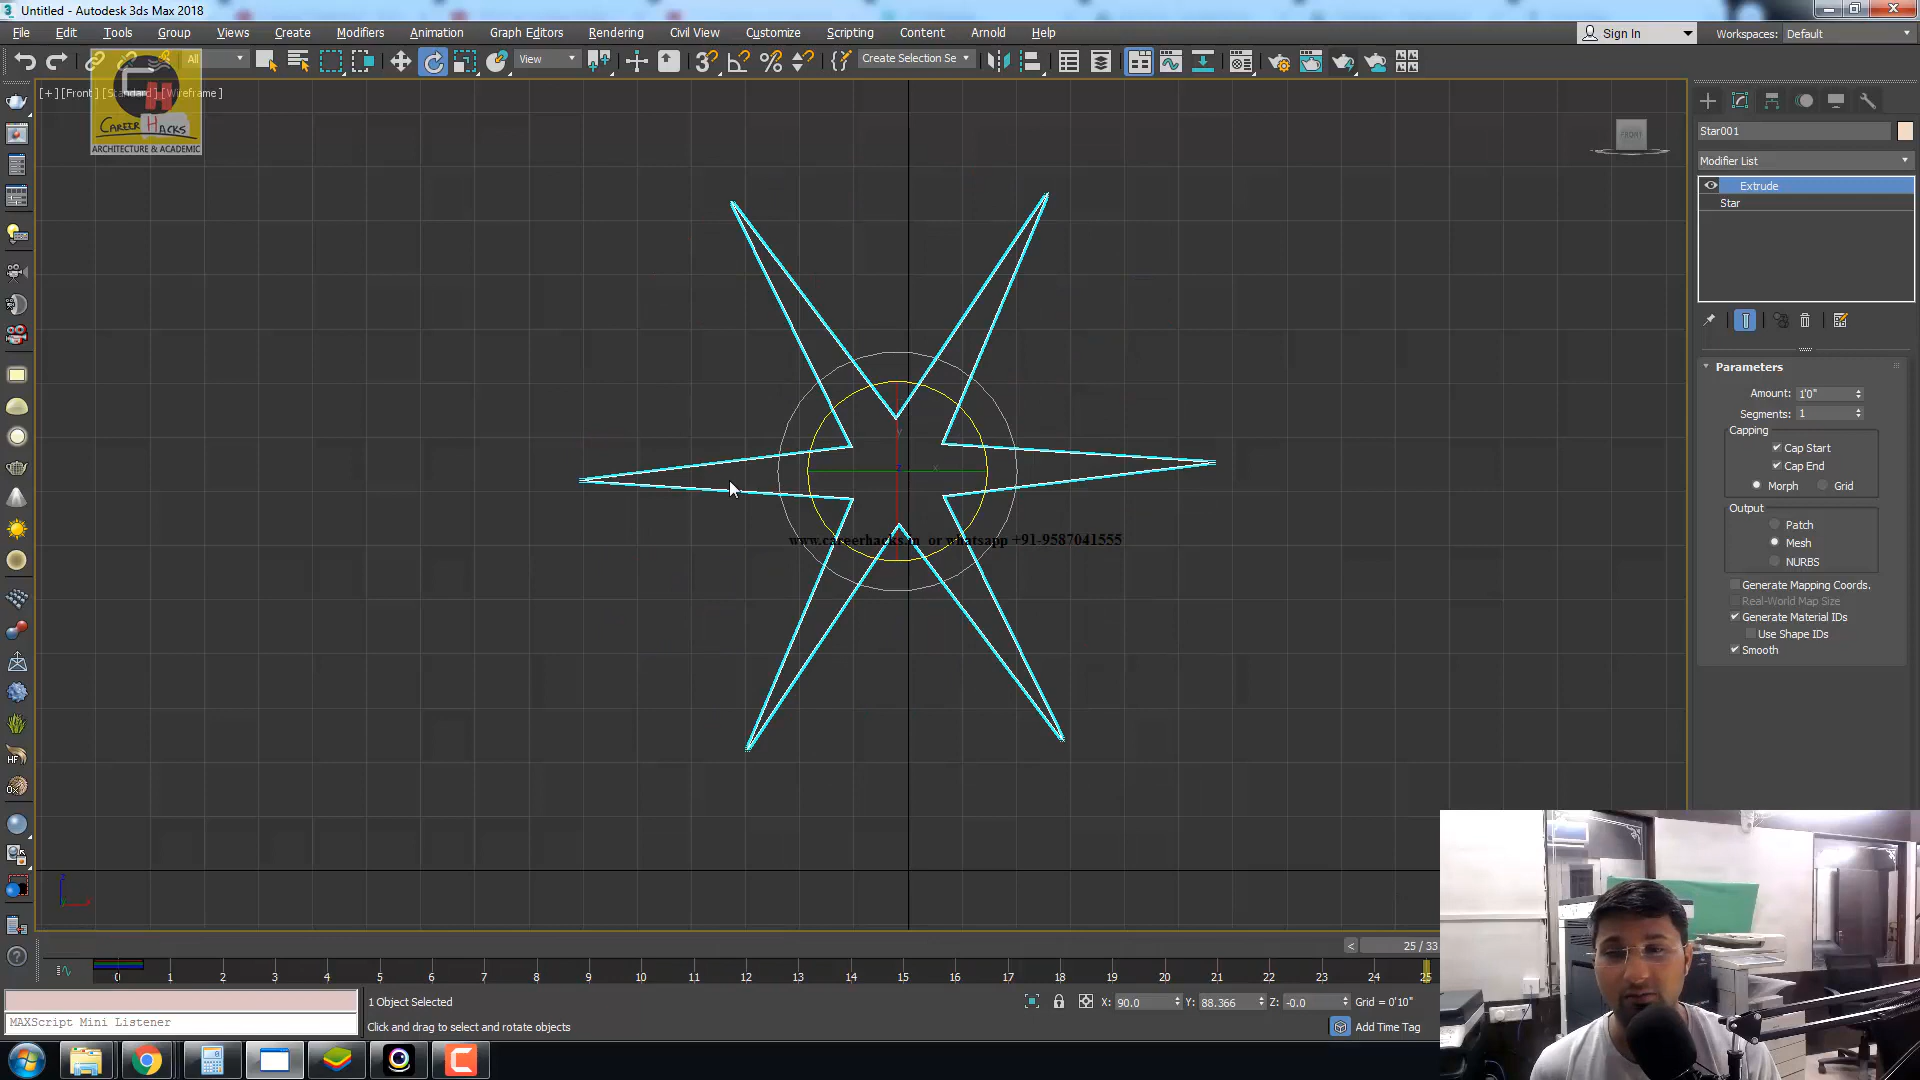 Untitled - Autodesk 3ds Max 2018
File Edit Tools Group Views Create Modifiers Animation Graph Editors Rendering Civil View Customize Scripting Content Arnold Help
Sign In Workspaces: Default
All View Create Selection Se
[+] [Front] [Standard] [Wireframe]
CAREER HACKS
ARCHITECTURE & ACADEMIC
FRONT
Star001
Modifier List
Extrude
Star
Parameters
Amount: 1'0"
Segments: 1
Capping
Cap Start
Cap End
Morph Grid
Output
Patch
Mesh
NURBS
Generate Mapping Coords.
Real-World Map Size
Generate Material IDs
Use Shape IDs
Smooth
y
z x
www.careerhacks.in or whatsapp +91-9587041555
HF
< 25 / 33
0 1 2 3 4 5 6 7 8 9 10 11 12 13 14 15 16 17 18 19 20 21 22 23 24 25
1 Object Selected X: 90.0 Y: 88.366 Z: -0.0 Grid = 0'10"
MAXScript Mini Listener
Click and drag to select and rotate objects Add Time Tag